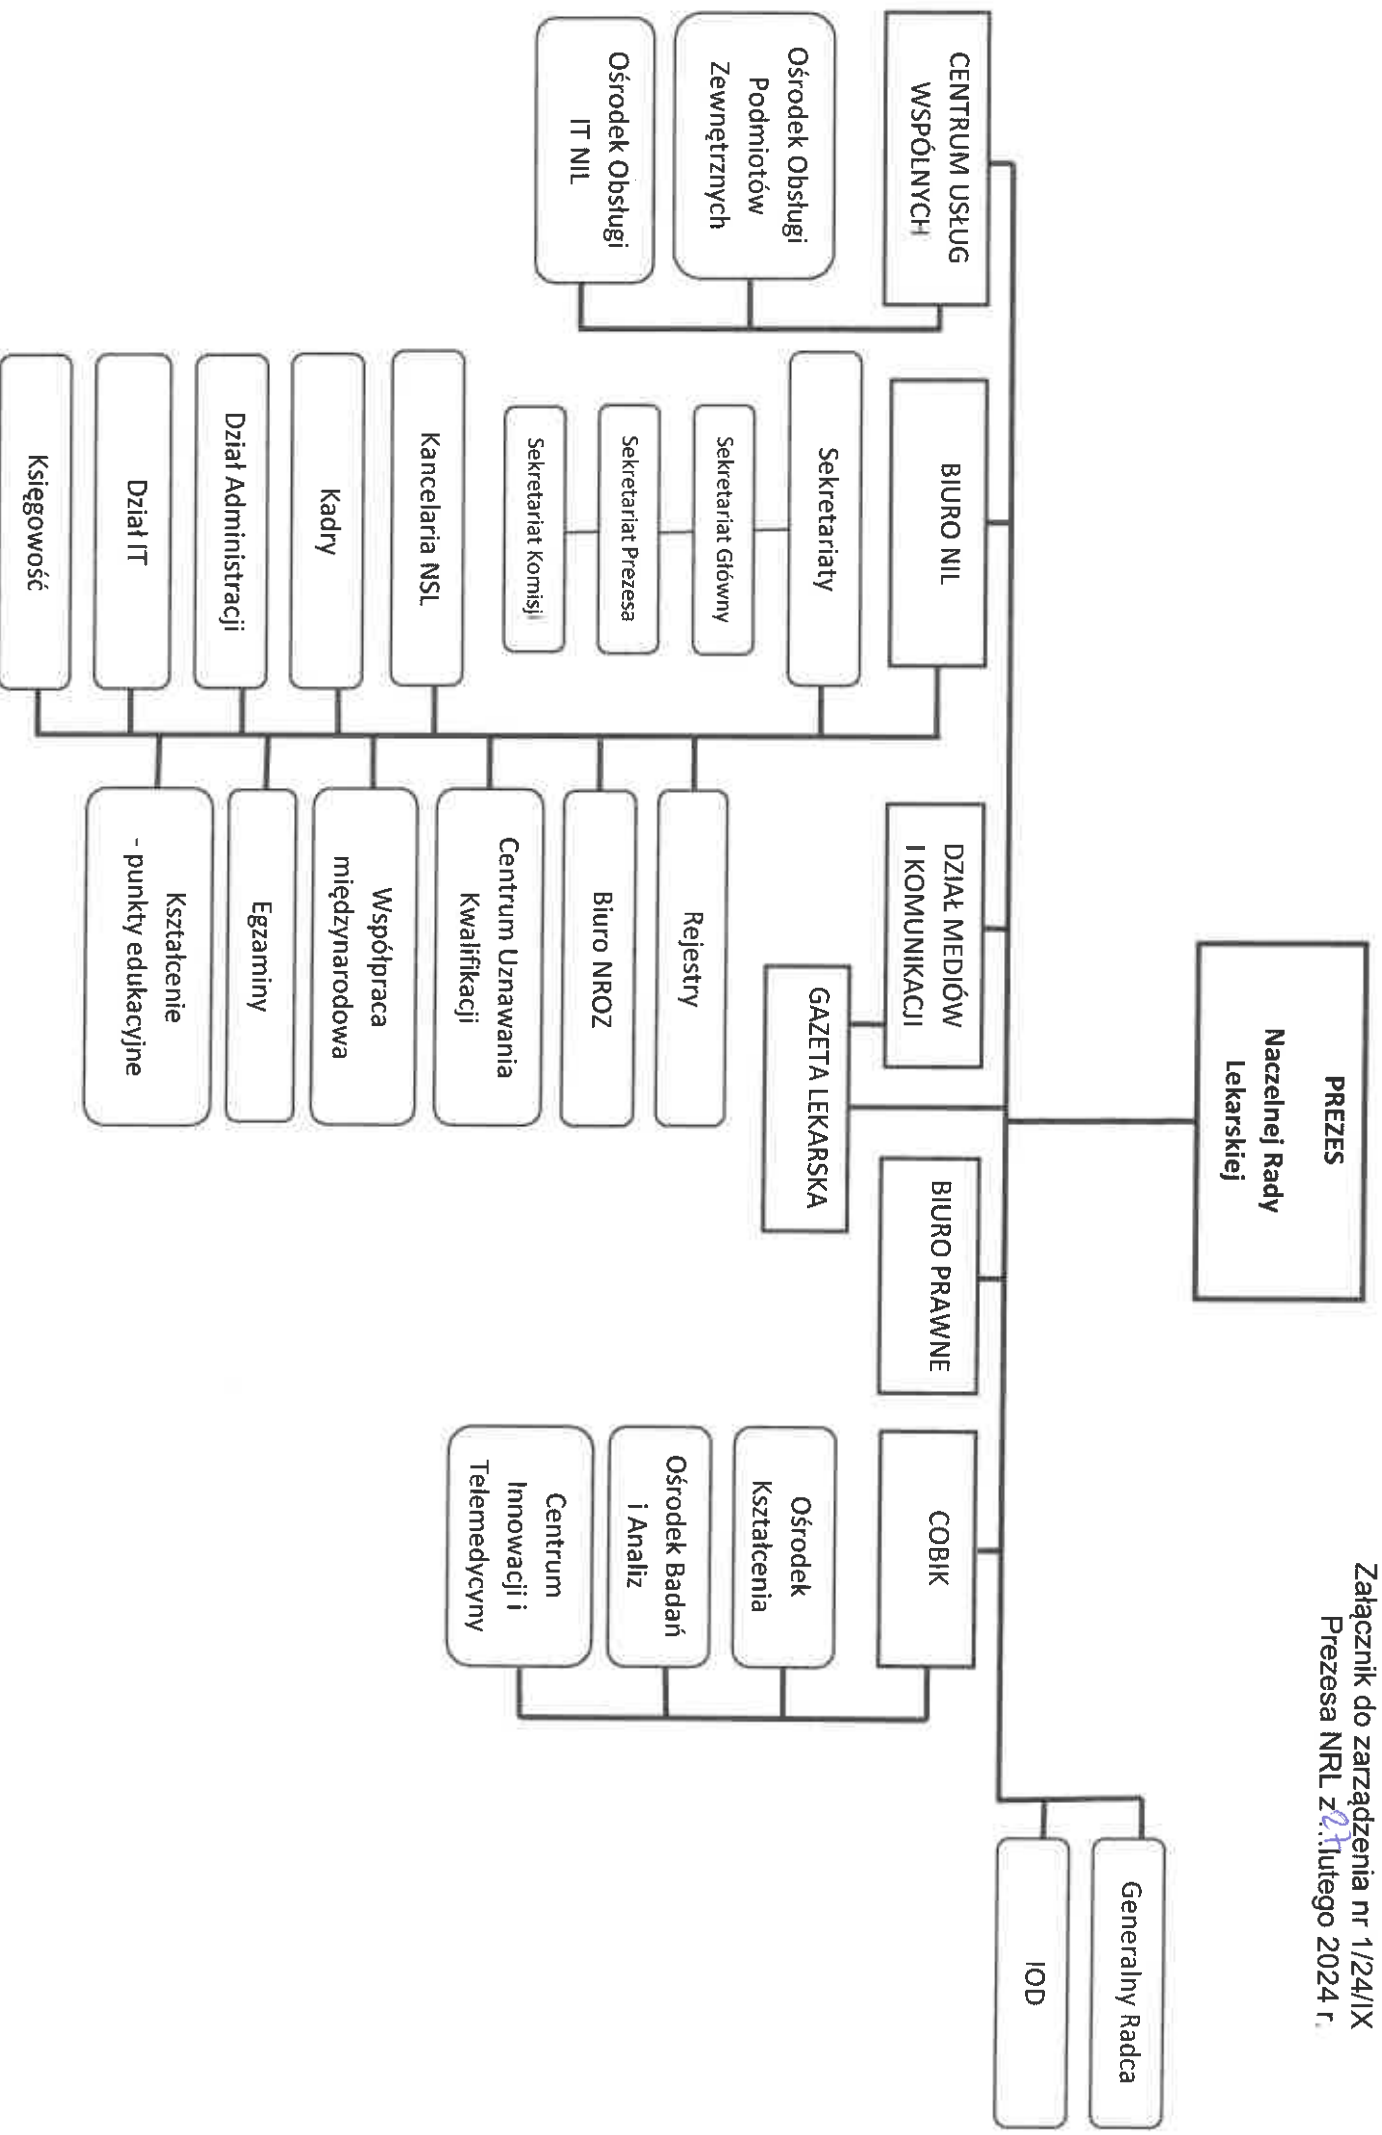 Załącznik do zarządzenia nr 1/24/IX
Prezesa NRL z 27 lutego 2024 r.
PREZES
Naczelnej Rady
Lekarskiej
Generalny Radca
IOD
CENTRUM USŁUG
WSPÓLNYCH
Ośrodek Obsługi
Podmiotów
Zewnętrznych
Ośrodek Obsługi
IT NIL
BIURO NIL
Sekretariaty
Sekretariat Główny
Sekretariat Prezesa
Sekretariat Komisji
Kancelaria NSL
Kadry
Dział Administracji
Dział IT
Księgowość
Rejestry
Biuro NROZ
Centrum Uznawania
Kwalifikacji
Współpraca
międzynarodowa
Egzaminy
Kształcenie
- punkty edukacyjne
DZIAŁ MEDIÓW
I KOMUNIKACJI
GAZETA LEKARSKA
BIURO PRAWNE
COBIK
Ośrodek
Kształcenia
Ośrodek Badań
i Analiz
Centrum
Innowacji i
Telemedycyny